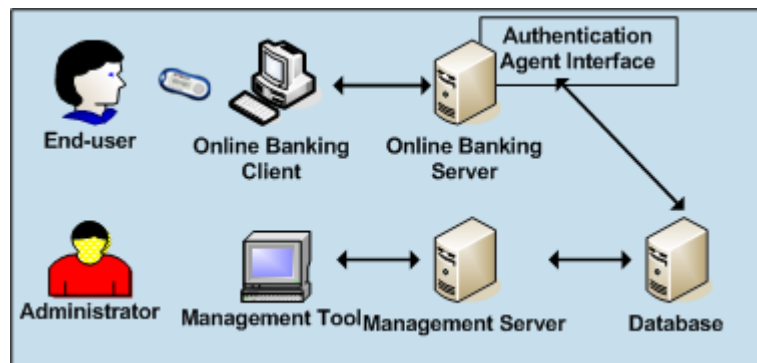 Authentication
Agent Interface
End-user
Online Banking
Client
Online Banking
Server
Administrator
Management Tool
Management Server
Database